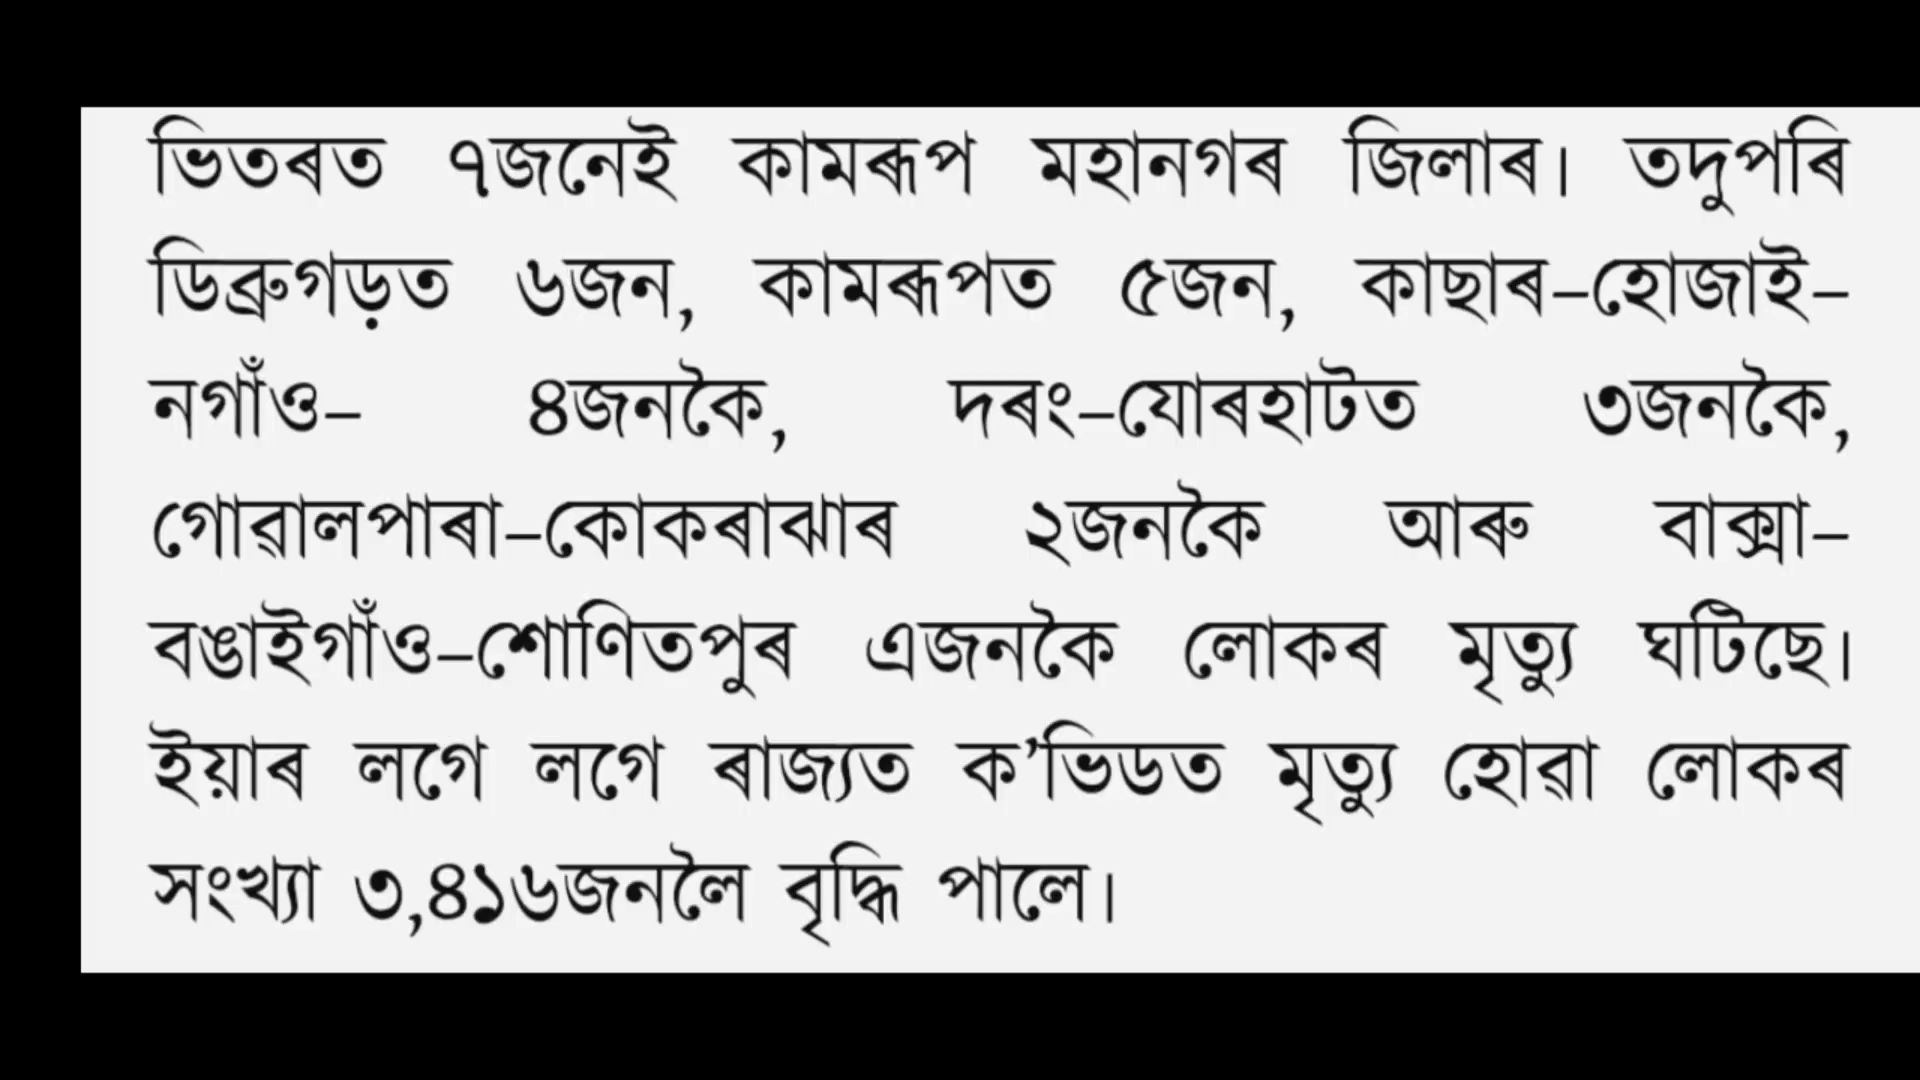 ভিতৰত ৭জনেই কামৰূপ মহানগৰ জিলাৰ। তদুপৰি
ডিব্ৰুগড়ত ৬জন, কামৰূপত ৫জন, কাছাৰ–হোজাই–
নগাঁও– ৪জনকৈ, দৰং–যোৰহাটত ৩জনকৈ,
গোৱালপাৰা–কোকৰাঝাৰ ২জনকৈ আৰু বাক্সা–
বঙাইগাঁও–শোণিতপুৰ এজনকৈ লোকৰ মৃত্যু ঘটিছে।
ইয়াৰ লগে লগে ৰাজ্যত ক’ভিডত মৃত্যু হোৱা লোকৰ
সংখ্যা ৩,৪১৬জনলৈ বৃদ্ধি পালে।